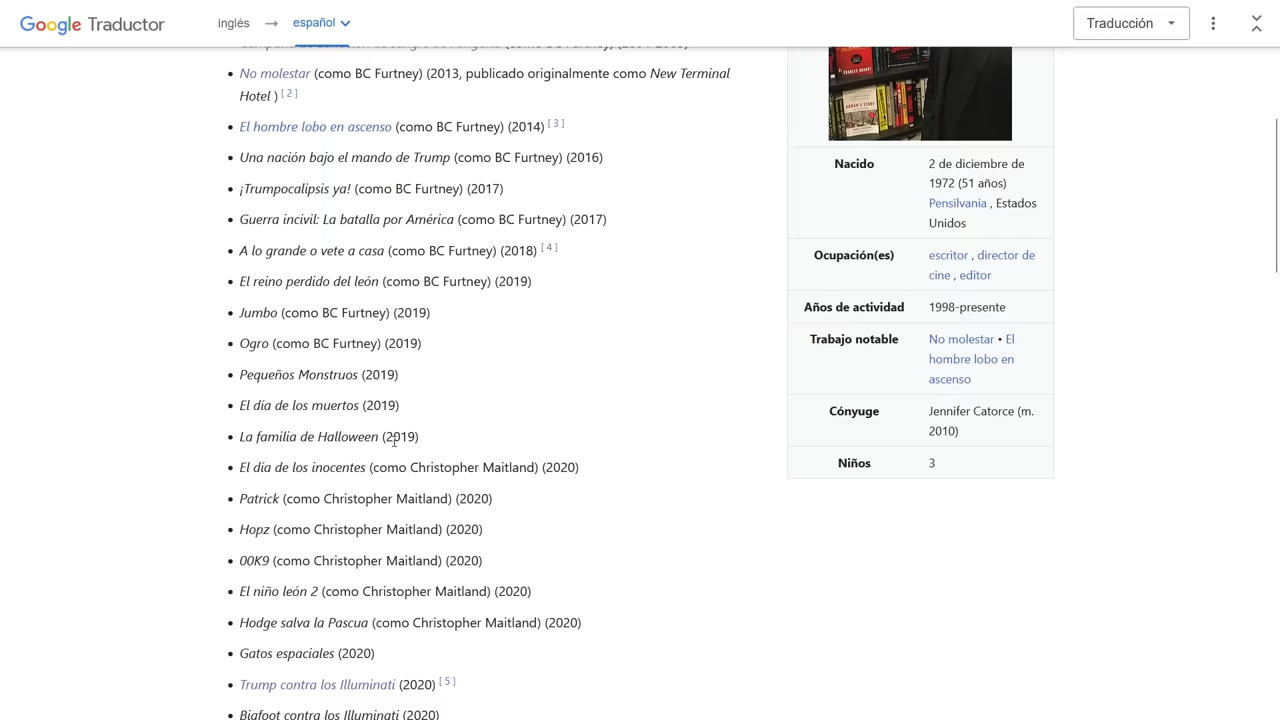 Google Traductor
inglés → español
Traducción
• No molestar (como BC Furtney) (2013, publicado originalmente como New Terminal
Hotel ) [ 2 ]
• El hombre lobo en ascenso (como BC Furtney) (2014) [ 3 ]
• Una nación bajo el mando de Trump (como BC Furtney) (2016)
• ¡Trumpocalipsis ya! (como BC Furtney) (2017)
• Guerra incivil: La batalla por América (como BC Furtney) (2017)
• A lo grande o vete a casa (como BC Furtney) (2018) [ 4 ]
• El reino perdido del león (como BC Furtney) (2019)
• Jumbo (como BC Furtney) (2019)
• Ogro (como BC Furtney) (2019)
• Pequeños Monstruos (2019)
• El día de los muertos (2019)
• La familia de Halloween (2019)
• El día de los inocentes (como Christopher Maitland) (2020)
• Patrick (como Christopher Maitland) (2020)
• Hopz (como Christopher Maitland) (2020)
• 00K9 (como Christopher Maitland) (2020)
• El niño león 2 (como Christopher Maitland) (2020)
• Hodge salva la Pascua (como Christopher Maitland) (2020)
• Gatos espaciales (2020)
• Trump contra los Illuminati (2020) [ 5 ]
• Bigfoot contra los Illuminati (2020)
Nacido
2 de diciembre de
1972 (51 años)
Pensilvania , Estados
Unidos
Ocupación(es)
escritor , director de
cine , editor
Años de actividad
1998-presente
Trabajo notable
No molestar • El
hombre lobo en
ascenso
Cónyuge
Jennifer Catorce (m.
2010)
Niños
3